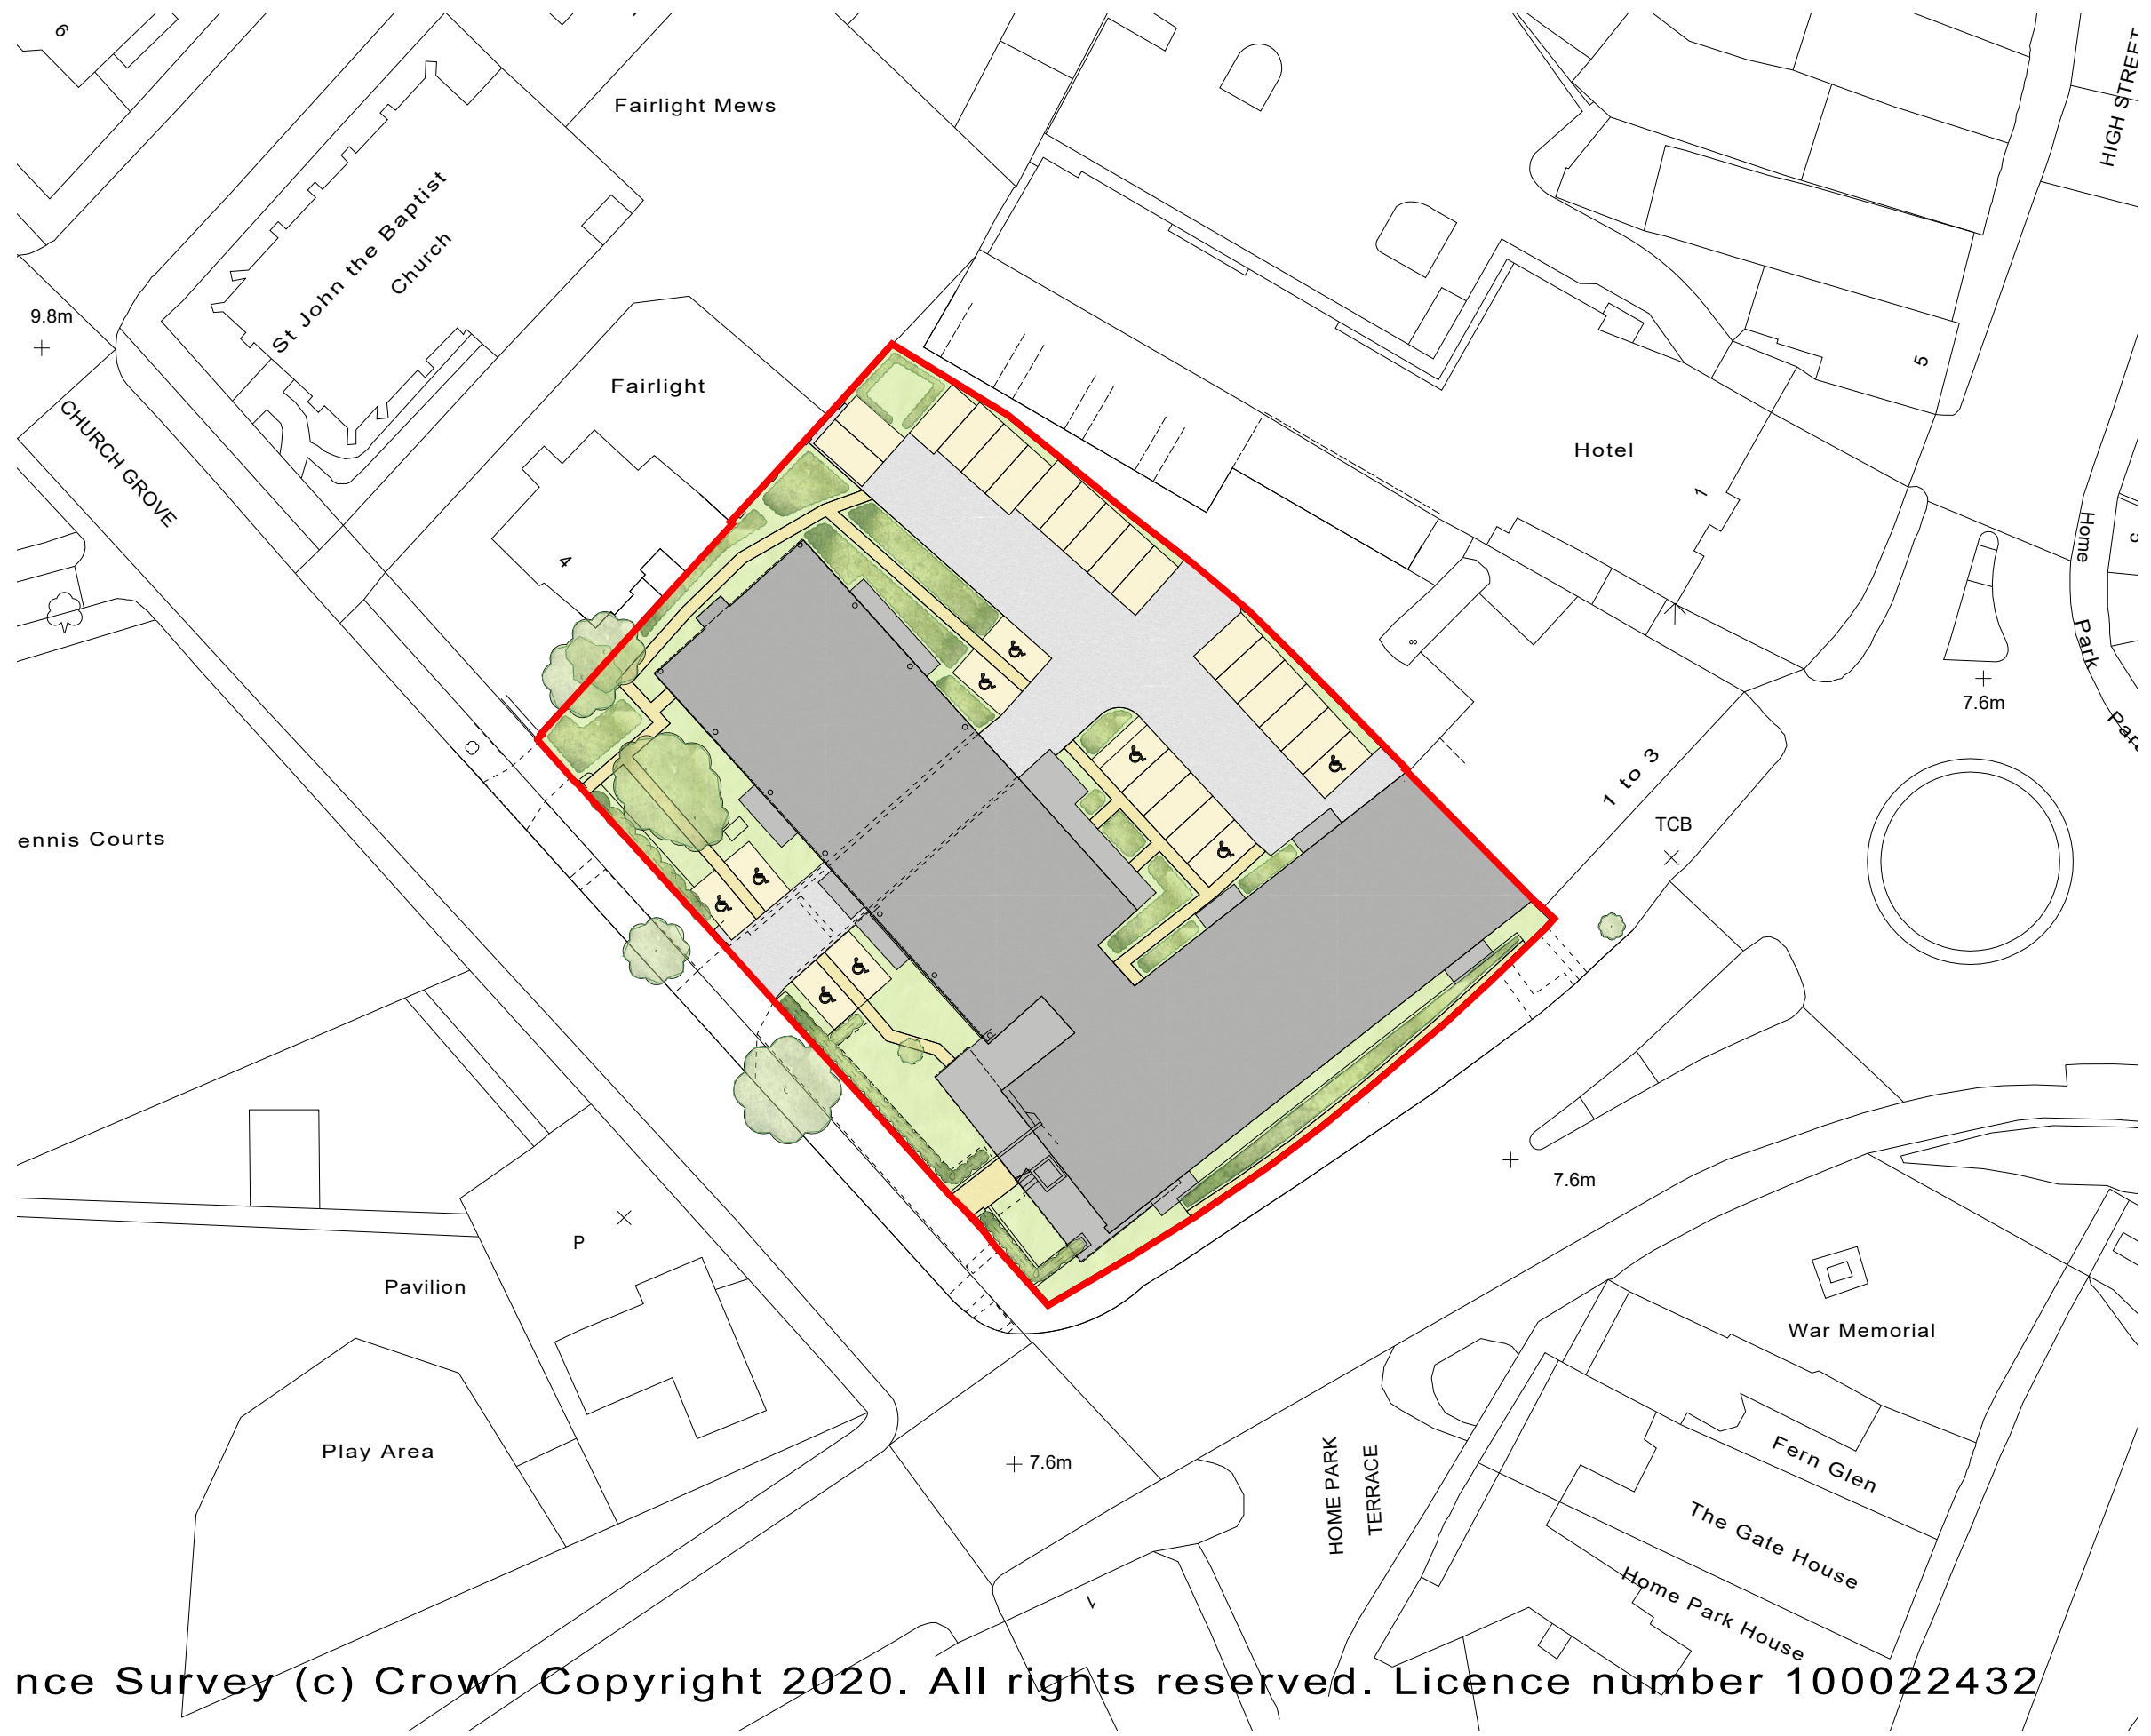 6
Fairlight Mews
HIGH STREET
St John the Baptist
Church
9.8m
Fairlight
CHURCH GROVE
5
Hotel
1
4
Home
Park
8
7.6m
1 to 3
TCB
ennis Courts
7.6m
P
Pavilion
War Memorial
Play Area
7.6m
HOME PARK
TERRACE
Fern Glen
The Gate House
Home Park House
1
nce Survey (c) Crown Copyright 2020. All rights reserved. Licence number 100022432